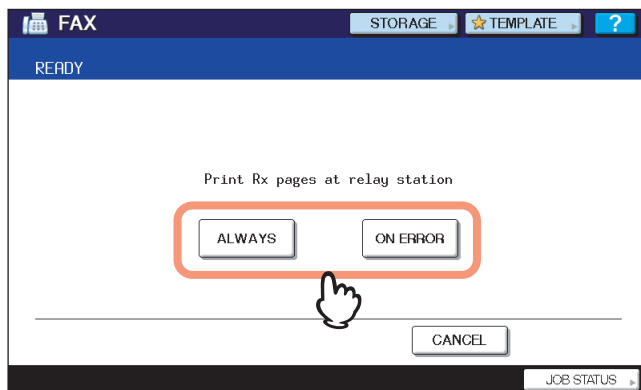 FAX STORAGE TEMPLATE ?
READY
Print Rx pages at relay station
ALWAYS ON ERROR
CANCEL
JOB STATUS